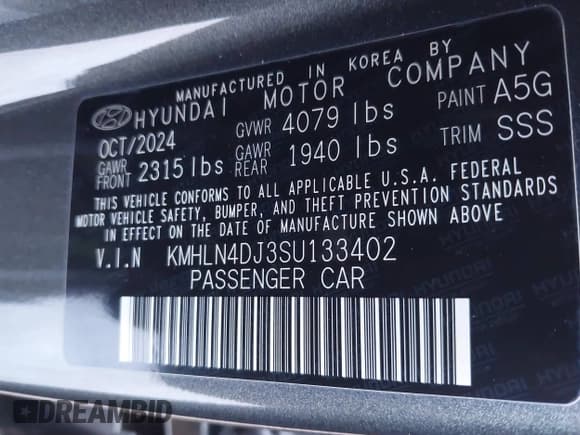 MANUFACTURED IN KOREA BY
HYUNDAI MOTOR COMPANY
OCT/2024 GVWR 4079 lbs PAINT A5G
GAWR FRONT 2315 lbs GAWR REAR 1940 lbs TRIM SSS
THIS VEHICLE CONFORMS TO ALL APPLICABLE U.S.A. FEDERAL
MOTOR VEHICLE SAFETY, BUMPER, AND THEFT PREVENTION STANDARDS
IN EFFECT ON THE DATE OF MANUFACTURE SHOWN ABOVE
V.I.N KMHLN4DJ3SU133402
PASSENGER CAR
DREAMBID